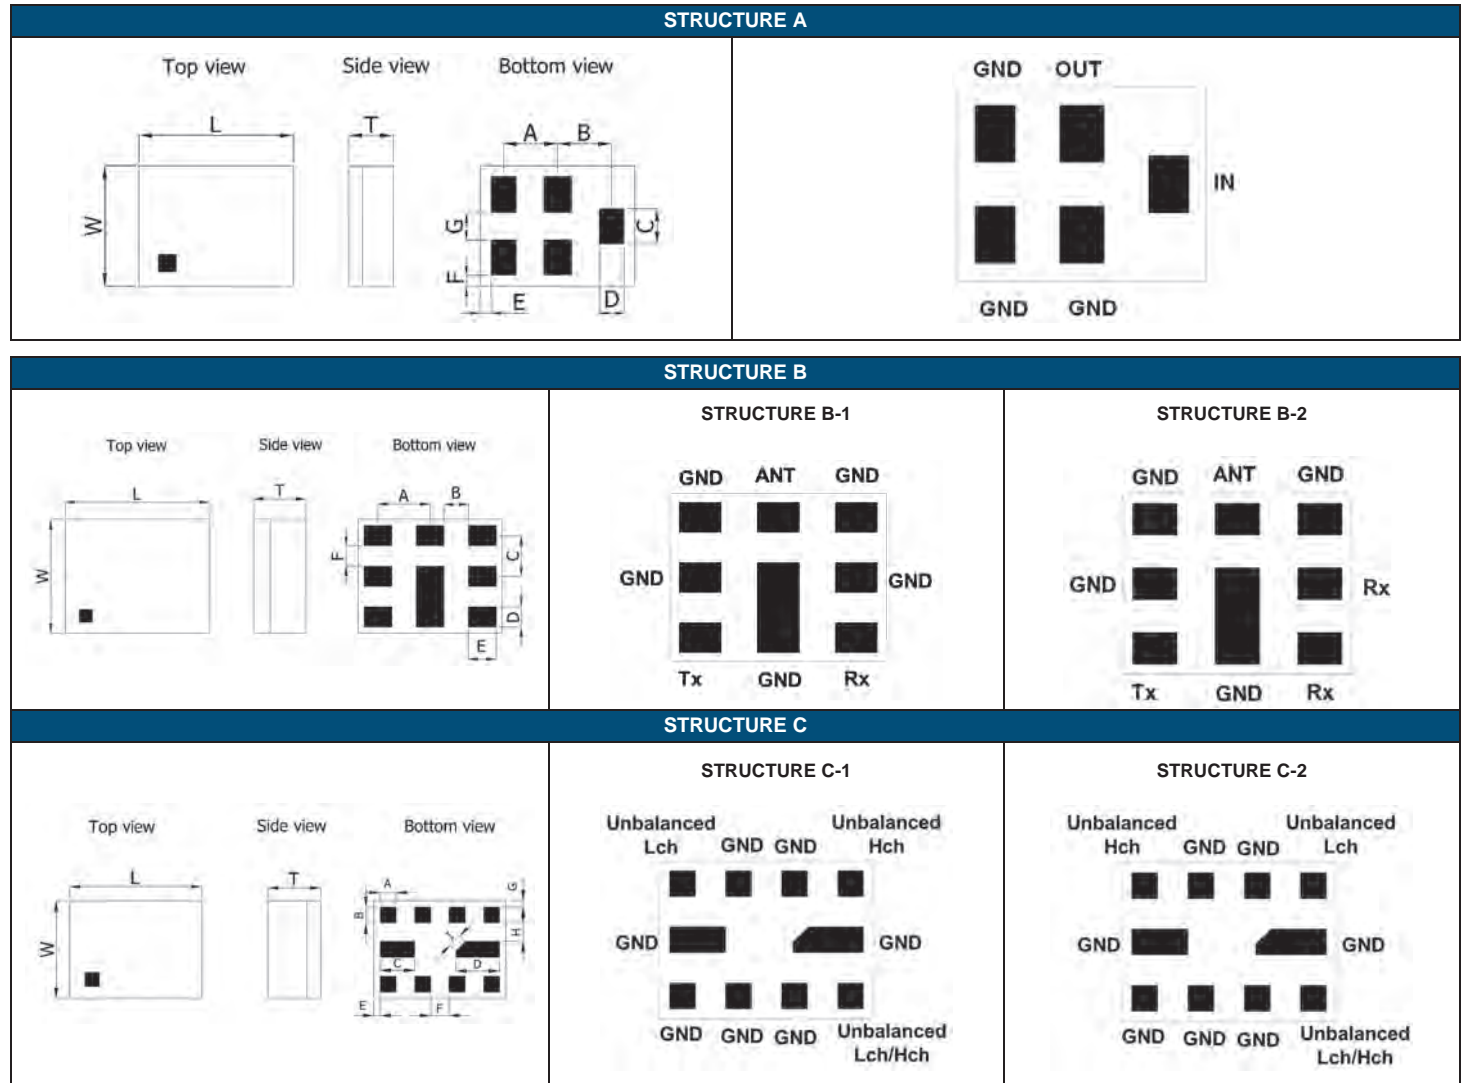 STRUCTURE A
Top view Side view Bottom view
L
T
W
A B
G
C
F
E
D
GND OUT
IN
GND GND
STRUCTURE B
Top view Side view Bottom view
L
T
W
A B
F
C
D
E
STRUCTURE B-1
GND ANT GND
GND GND
Tx GND Rx
STRUCTURE B-2
GND ANT GND
GND Rx
Tx GND Rx
STRUCTURE C
Top view Side view Bottom view
L
T
W
A
G
B
H
I
C
D
E
F
STRUCTURE C-1
Unbalanced Unbalanced
Lch GND GND Hch
GND GND
GND GND GND Unbalanced
Lch/Hch
STRUCTURE C-2
Unbalanced Unbalanced
Hch GND GND Lch
GND GND
GND GND GND Unbalanced
Lch/Hch